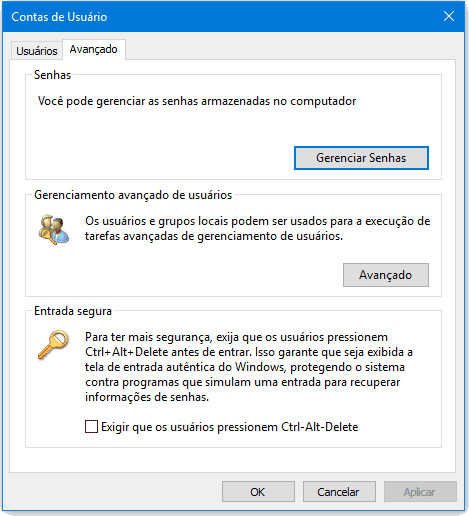 Contas de Usuário
Usuários
Avançado
Senhas
Você pode gerenciar as senhas armazenadas no computador
Gerenciar Senhas
Gerenciamento avançado de usuários
Os usuários e grupos locais podem ser usados para a execução de
tarefas avançadas de gerenciamento de usuários.
Avançado
Entrada segura
Para ter mais segurança, exija que os usuários pressionem
Ctrl+Alt+Delete antes de entrar. Isso garante que seja exibida a
tela de entrada autêntica do Windows, protegendo o sistema
contra programas que simulam uma entrada para recuperar
informações de senhas.
Exigir que os usuários pressionem Ctrl-Alt-Delete
OK
Cancelar
Aplicar